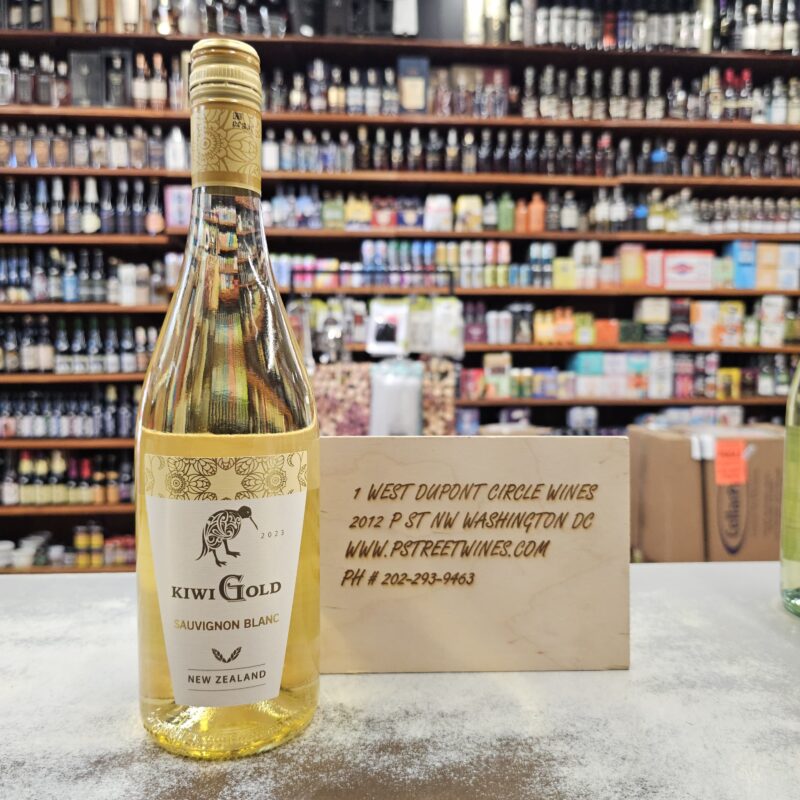 2023
KIWI GOLD
SAUVIGNON BLANC
NEW ZEALAND
1 WEST DUPONT CIRCLE WINES
2012 P ST NW WASHINGTON DC
WWW.PSTREETWINES.COM
PH # 202-293-9463